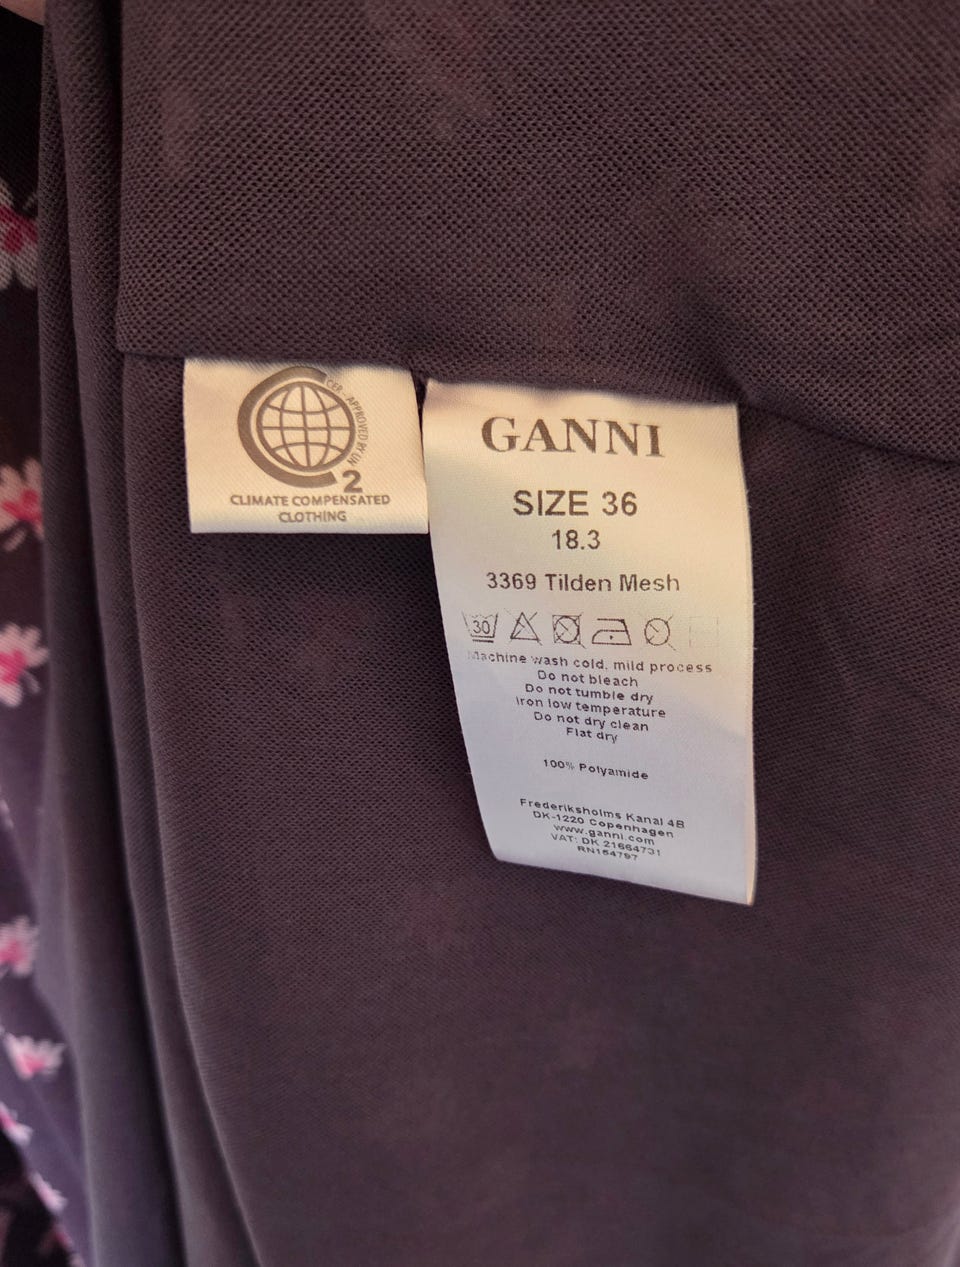 CER APPROVED BY UN
2
CLIMATE COMPENSATED
CLOTHING
GANNI
SIZE 36
18.3
3369 Tilden Mesh
30
Machine wash cold, mild process
Do not bleach
Do not tumble dry
Iron low temperature
Do not dry clean
Flat dry
100% Polyamide
Frederiksholms Kanal 4B
DK-1220 Copenhagen
www.ganni.com
VAT: DK 21664731
RN154797